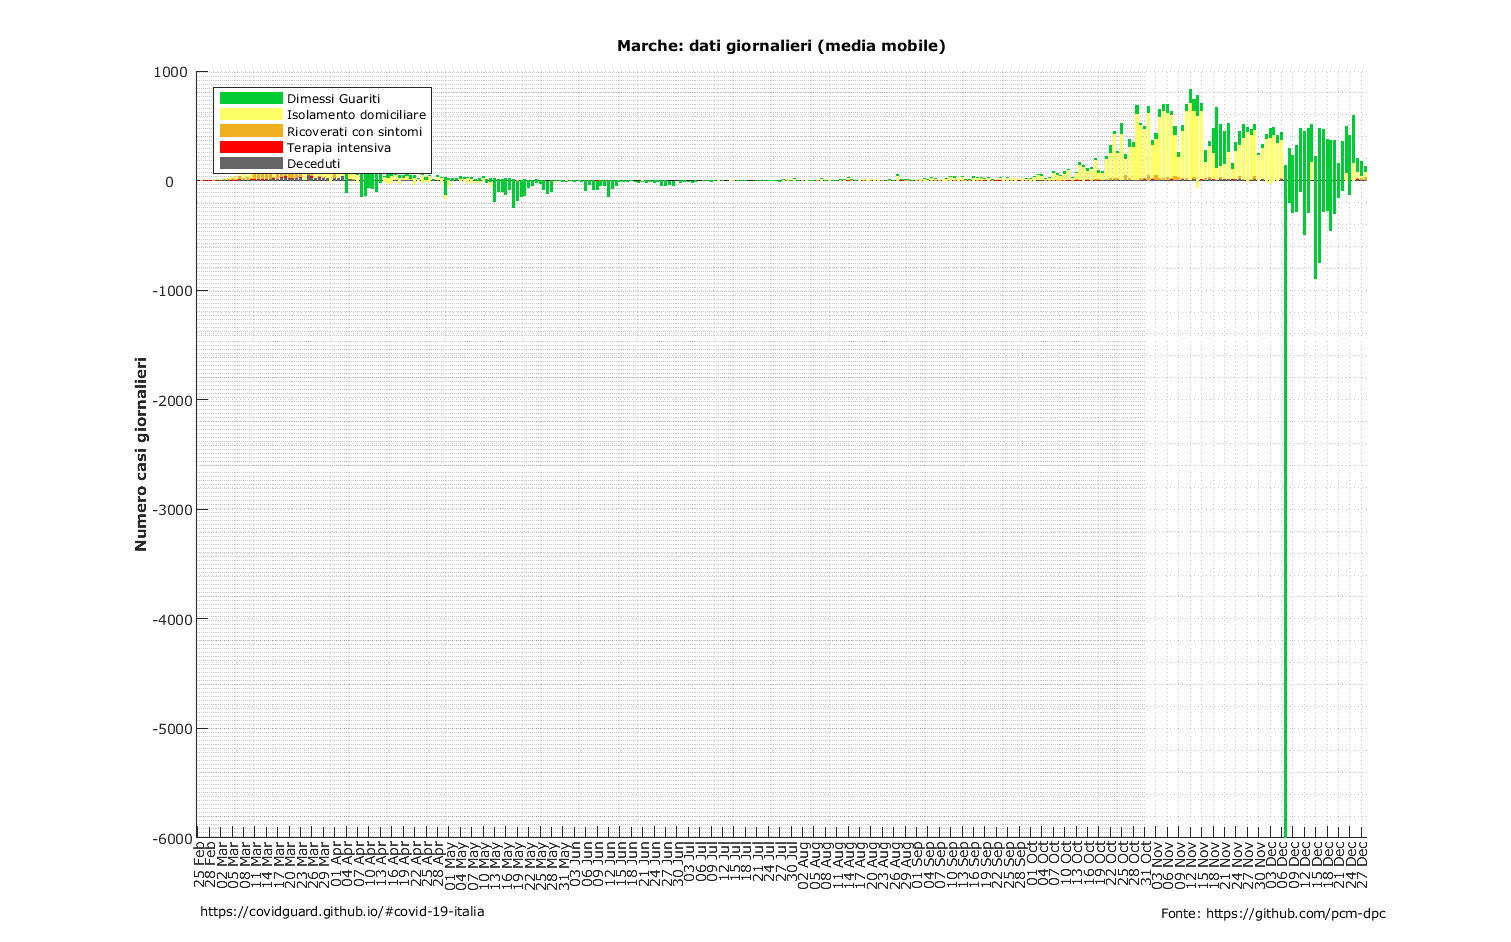 Marche: dati giornalieri (media mobile)
1000
0
-1000
-2000
-3000
-4000
-5000
-6000
Numero casi giornalieri
Dimessi Guariti
Isolamento domiciliare
Ricoverati con sintomi
Terapia intensiva
Deceduti
25 Feb
28 Feb
02 Mar
05 Mar
08 Mar
11 Mar
14 Mar
17 Mar
20 Mar
23 Mar
26 Mar
29 Mar
01 Apr
04 Apr
07 Apr
10 Apr
13 Apr
16 Apr
19 Apr
22 Apr
25 Apr
28 Apr
01 May
04 May
07 May
10 May
13 May
16 May
19 May
22 May
25 May
28 May
31 May
03 Jun
06 Jun
09 Jun
12 Jun
15 Jun
18 Jun
21 Jun
24 Jun
27 Jun
30 Jun
03 Jul
06 Jul
09 Jul
12 Jul
15 Jul
18 Jul
21 Jul
24 Jul
27 Jul
30 Jul
02 Aug
05 Aug
08 Aug
11 Aug
14 Aug
17 Aug
20 Aug
23 Aug
26 Aug
29 Aug
01 Sep
04 Sep
07 Sep
10 Sep
13 Sep
16 Sep
19 Sep
22 Sep
25 Sep
28 Sep
01 Oct
04 Oct
07 Oct
10 Oct
13 Oct
16 Oct
19 Oct
22 Oct
25 Oct
28 Oct
31 Oct
03 Nov
06 Nov
09 Nov
12 Nov
15 Nov
18 Nov
21 Nov
24 Nov
27 Nov
30 Nov
03 Dec
06 Dec
09 Dec
12 Dec
15 Dec
18 Dec
21 Dec
24 Dec
27 Dec
https://covidguard.github.io/#covid-19-italia
Fonte: https://github.com/pcm-dpc